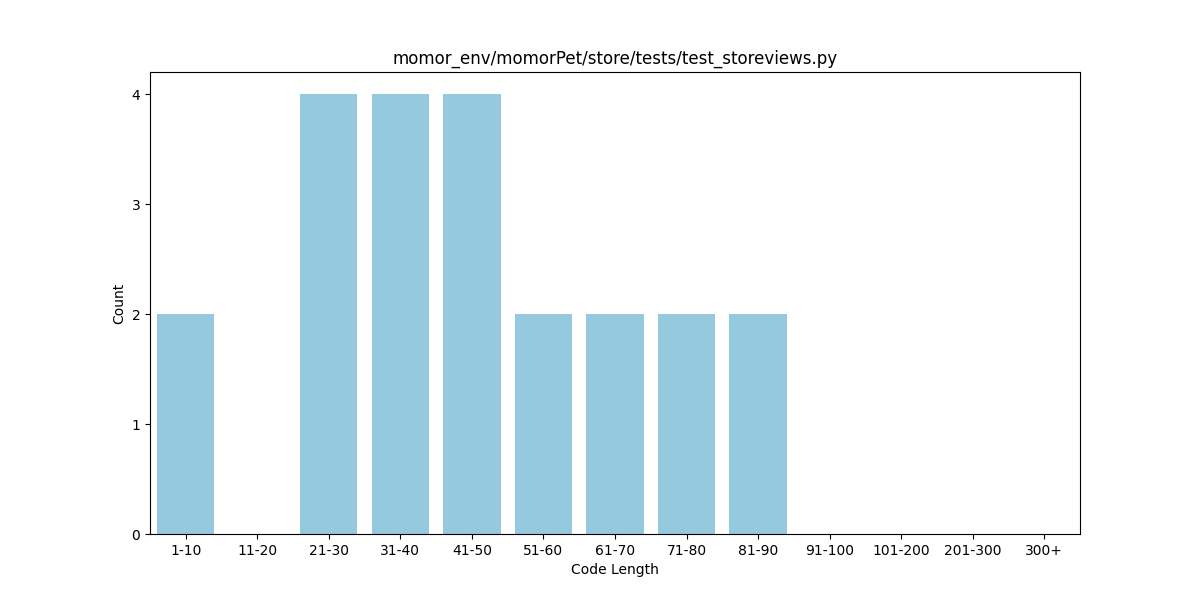 momor_env/momorPet/store/tests/test_storeviews.py
4
3
2
1
0
Count
1-10 11-20 21-30 31-40 41-50 51-60 61-70 71-80 81-90 91-100 101-200 201-300 300+
Code Length